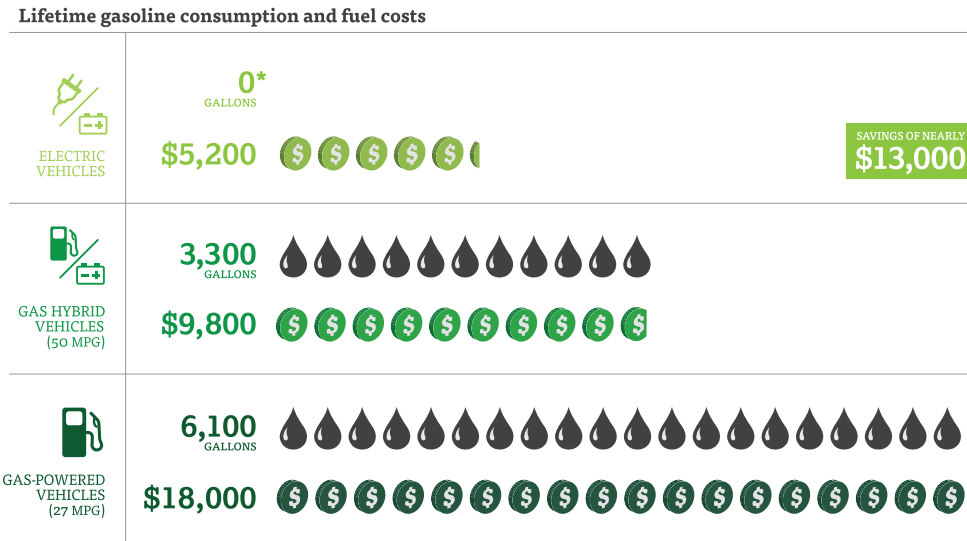 Lifetime gasoline consumption and fuel costs
0*
GALLONS
ELECTRIC
VEHICLES
$5,200
SAVINGS OF NEARLY
$13,000
3,300
GALLONS
GAS HYBRID
VEHICLES
(50 MPG)
$9,800
6,100
GALLONS
GAS-POWERED
VEHICLES
(27 MPG)
$18,000